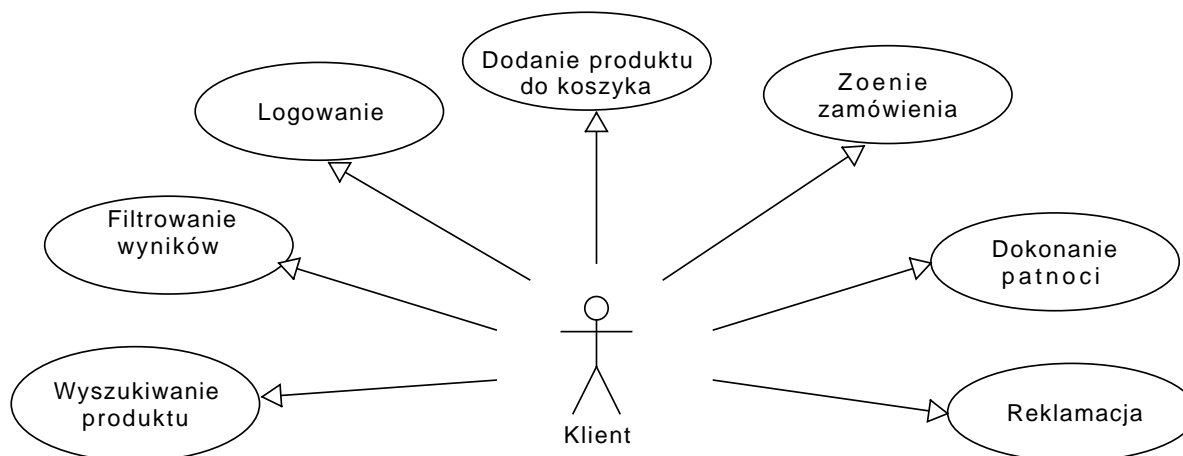 Dodanie produktu
do koszyka
Zoenie
zamówienia
Logowanie
Filtrowanie
wyników
Dokonanie
patnoci
Wyszukiwanie
produktu
Reklamacja
Klient